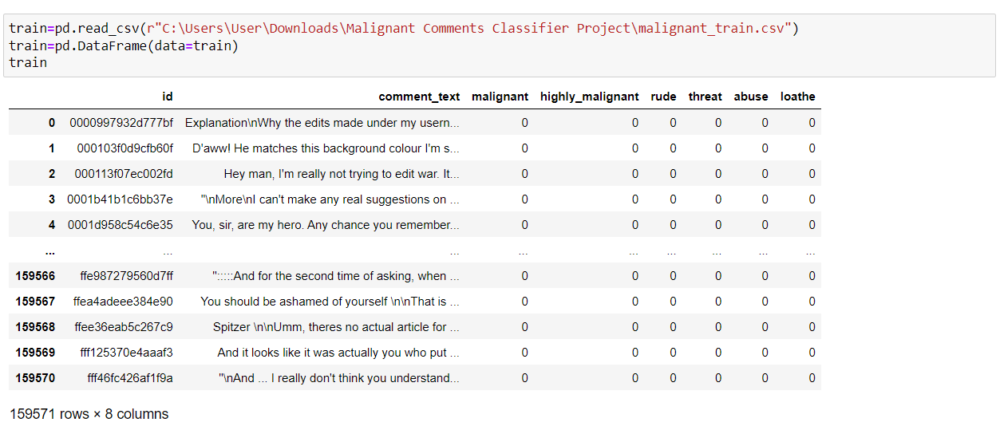 train=pd.read_csv(r"C:\Users\User\Downloads\Malignant Comments Classifier Project\malignant_train.csv")
train=pd.DataFrame(data=train)
train
id comment_text malignant highly_malignant rude threat abuse loathe
0 0000997932d777bf Explanation\nWhy the edits made under my usern... 0 0 0 0 0 0
1 000103f0d9cfb60f D'aww! He matches this background colour I'm s... 0 0 0 0 0 0
2 000113f07ec002fd Hey man, I'm really not trying to edit war. It... 0 0 0 0 0 0
3 0001b41b1c6bb37e "\nMore\nI can't make any real suggestions on ... 0 0 0 0 0 0
4 0001d958c54c6e35 You, sir, are my hero. Any chance you remember... 0 0 0 0 0 0
... ... ... ... ... ... ... ... ...
159566 ffe987279560d7ff ":::::And for the second time of asking, when ... 0 0 0 0 0 0
159567 ffea4adeee384e90 You should be ashamed of yourself \n\nThat is ... 0 0 0 0 0 0
159568 ffee36eab5c267c9 Spitzer \n\nUmm, theres no actual article for ... 0 0 0 0 0 0
159569 fff125370e4aaaf3 And it looks like it was actually you who put ... 0 0 0 0 0 0
159570 fff46fc426af1f9a "\nAnd ... I really don't think you understand... 0 0 0 0 0 0
159571 rows × 8 columns